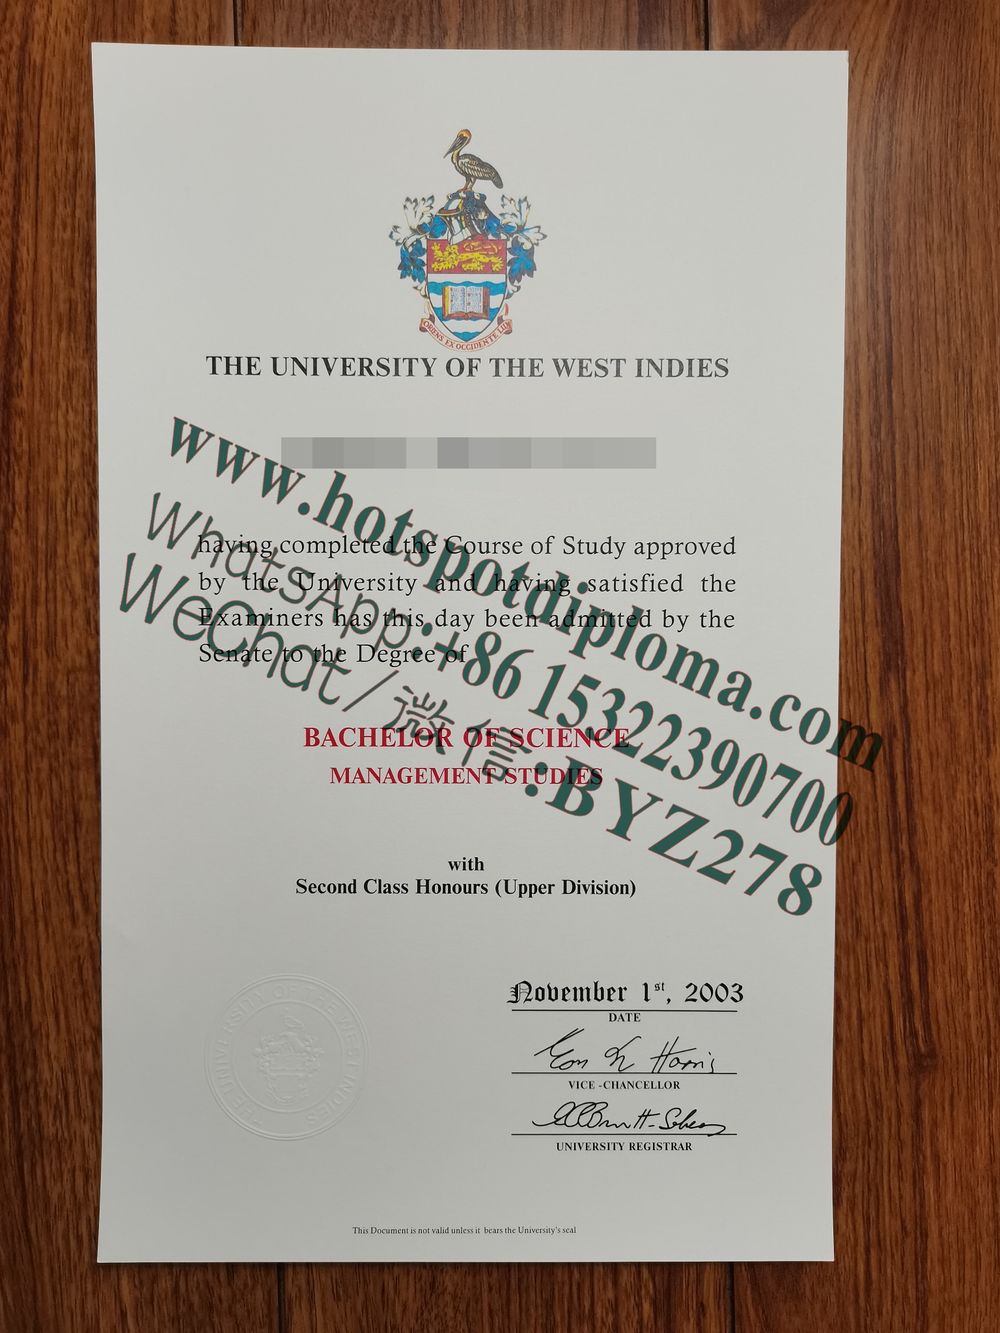 ORIENS EX OCCIDENTE LUX
THE UNIVERSITY OF THE WEST INDIES
www.hotspotdiploma.com
WhatsApp:+86 15322390700
WeChat/微信:BYZ278
having completed the Course of Study approved
by the University and having satisfied the
Examiners has this day been admitted by the
Senate to the Degree of
BACHELOR OF SCIENCE
MANAGEMENT STUDIES
with
Second Class Honours (Upper Division)
November 1st, 2003
DATE
VICE -CHANCELLOR
UNIVERSITY REGISTRAR
THE UNIVERSITY OF THE WEST INDIES
This Document is not valid unless it bears the University's seal